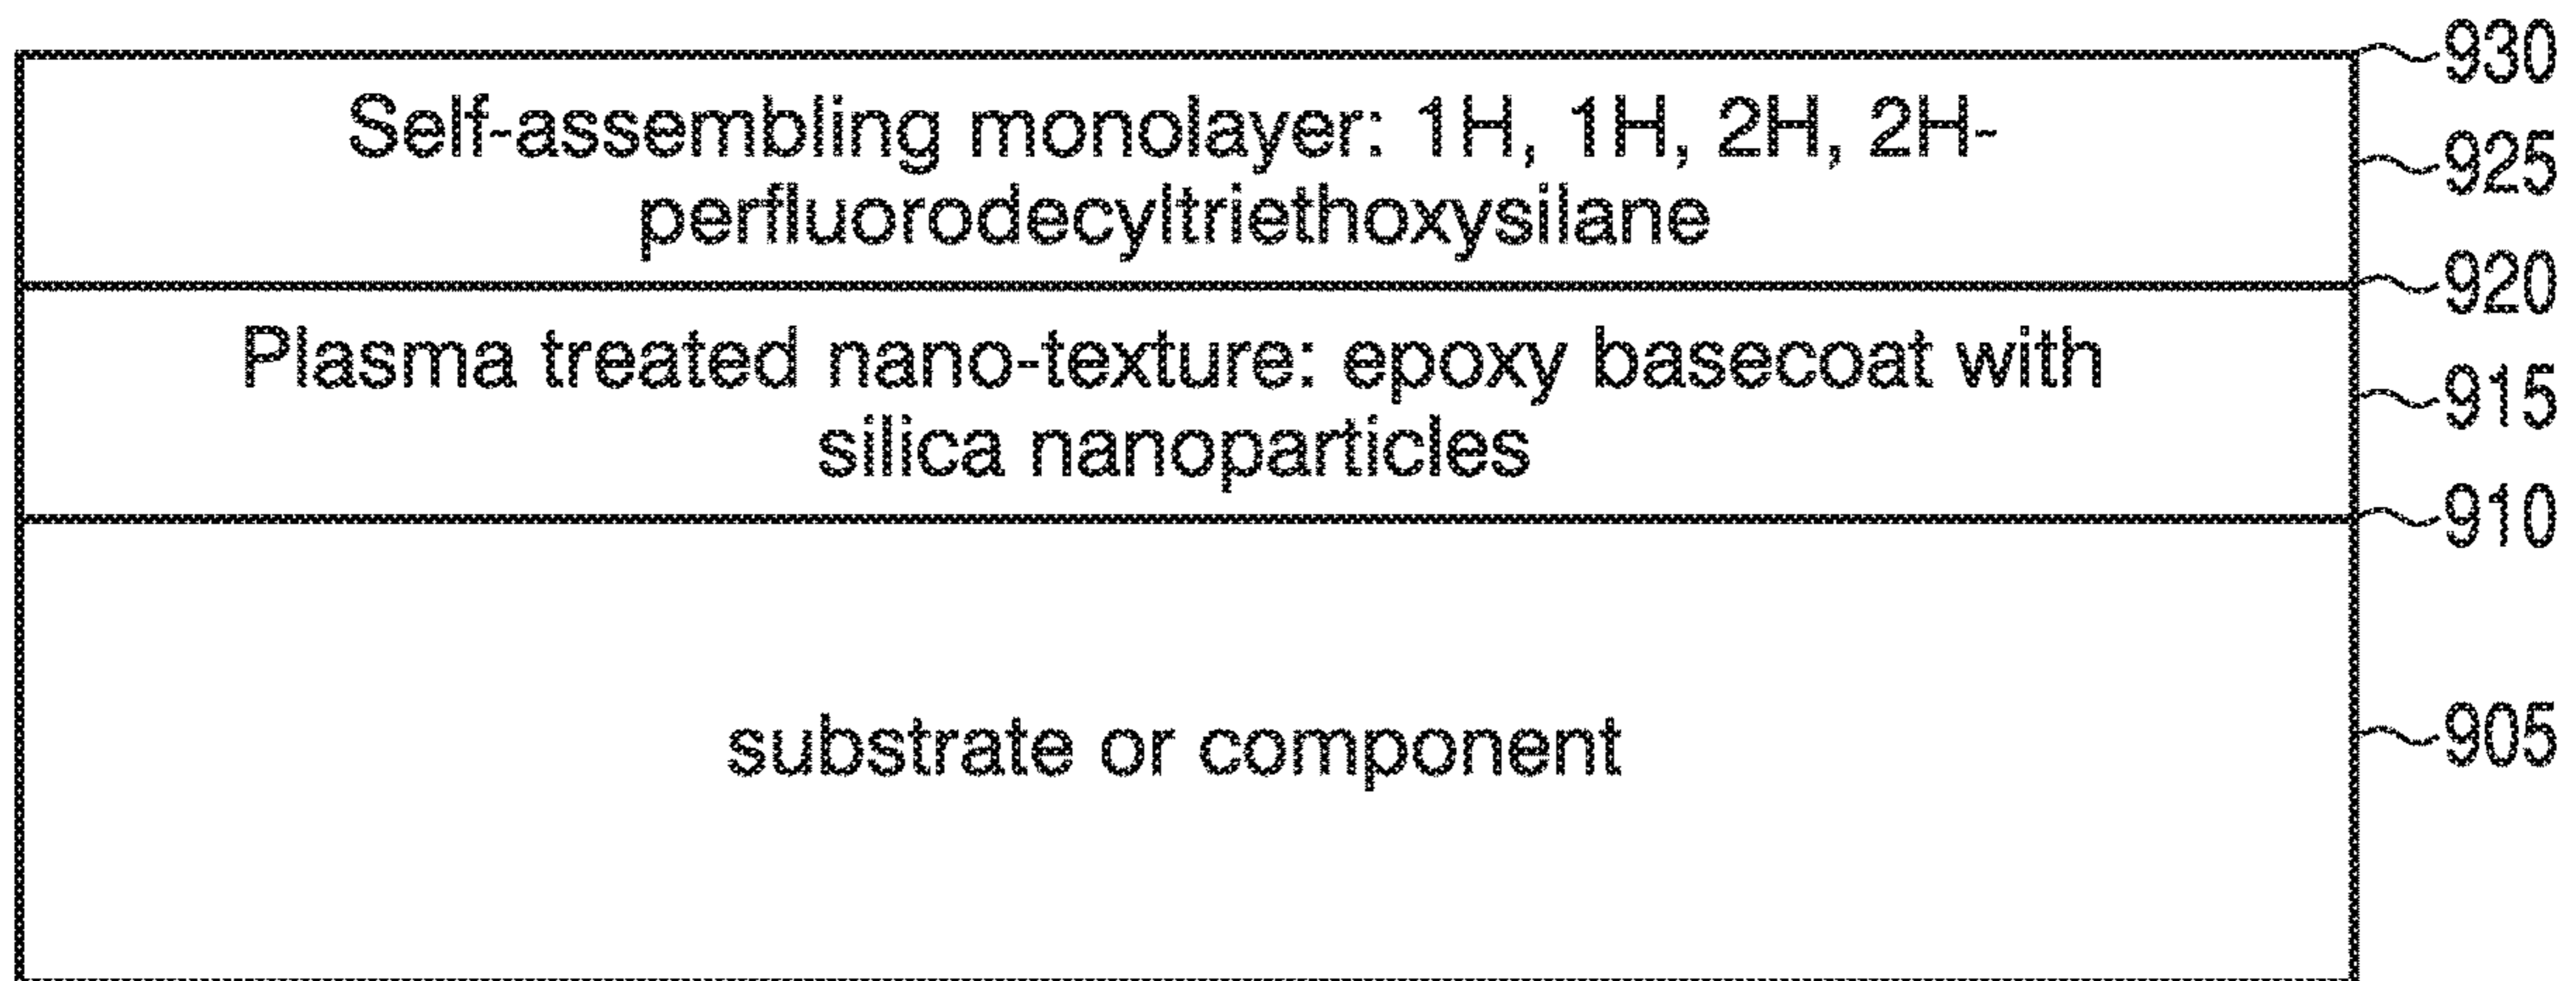 930
Self-assembling monolayer: 1H, 1H, 2H, 2H-
925
perfluorodecyltriethoxysilane
920
Plasma treated nano-texture: epoxy basecoat with
915
silica nanoparticles
910
substrate or component
905